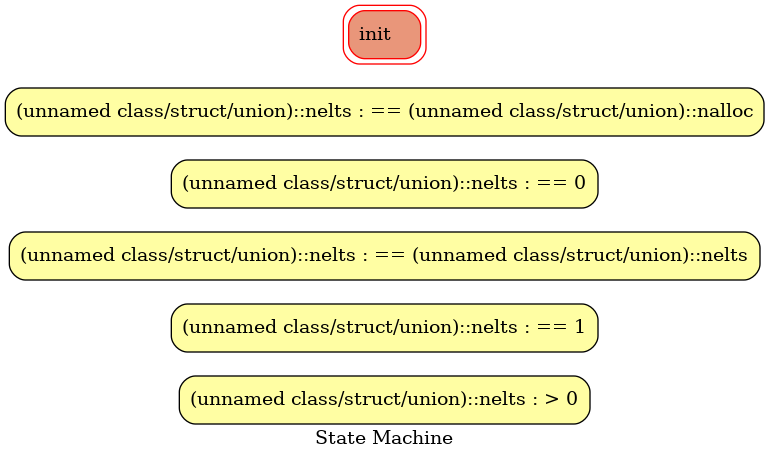 init
(unnamed class/struct/union)::nelts : == (unnamed class/struct/union)::nalloc
(unnamed class/struct/union)::nelts : == 0
(unnamed class/struct/union)::nelts : == (unnamed class/struct/union)::nelts
(unnamed class/struct/union)::nelts : == 1
(unnamed class/struct/union)::nelts : > 0
State Machine